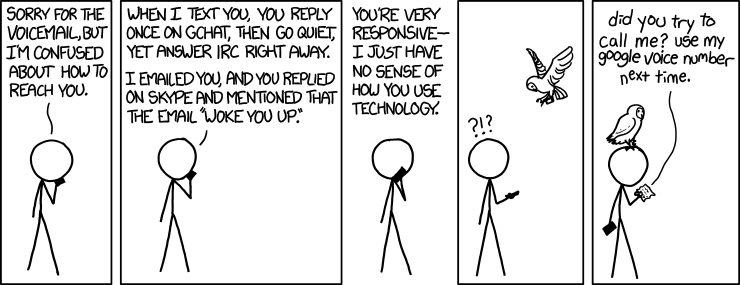 SORRY FOR THE
VOICEMAIL, BUT
I'M CONFUSED
ABOUT HOW TO
REACH YOU.
WHEN I TEXT YOU, YOU REPLY
ONCE ON GCHAT, THEN GO QUIET,
YET ANSWER IRC RIGHT AWAY.
I EMAILED YOU, AND YOU REPLIED
ON SKYPE AND MENTIONED THAT
THE EMAIL "WOKE YOU UP."
YOU'RE VERY
RESPONSIVE—
I JUST HAVE
NO SENSE OF
HOW YOU USE
TECHNOLOGY.
?!?
did you try to
call me? use my
google voice number
next time.